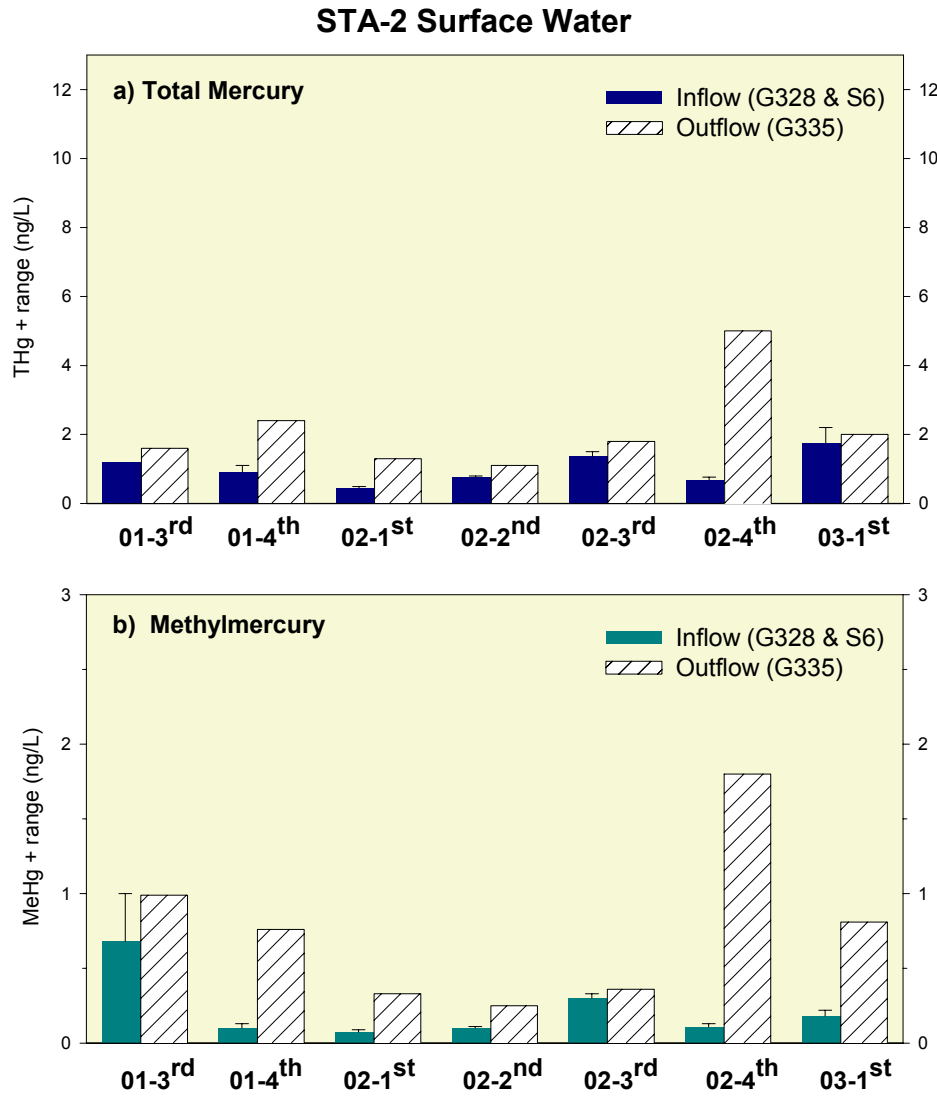 STA-2 Surface Water
a) Total Mercury
Inflow (G328 & S6)
Outflow (G335)
THg + range (ng/L)
12 12
10 10
8 8
6 6
4 4
2 2
0 0
01-3rd 01-4th 02-1st 02-2nd 02-3rd 02-4th 03-1st
b) Methylmercury
Inflow (G328 & S6)
Outflow (G335)
MeHg + range (ng/L)
3 3
2 2
1 1
0 0
01-3rd 01-4th 02-1st 02-2nd 02-3rd 02-4th 03-1st